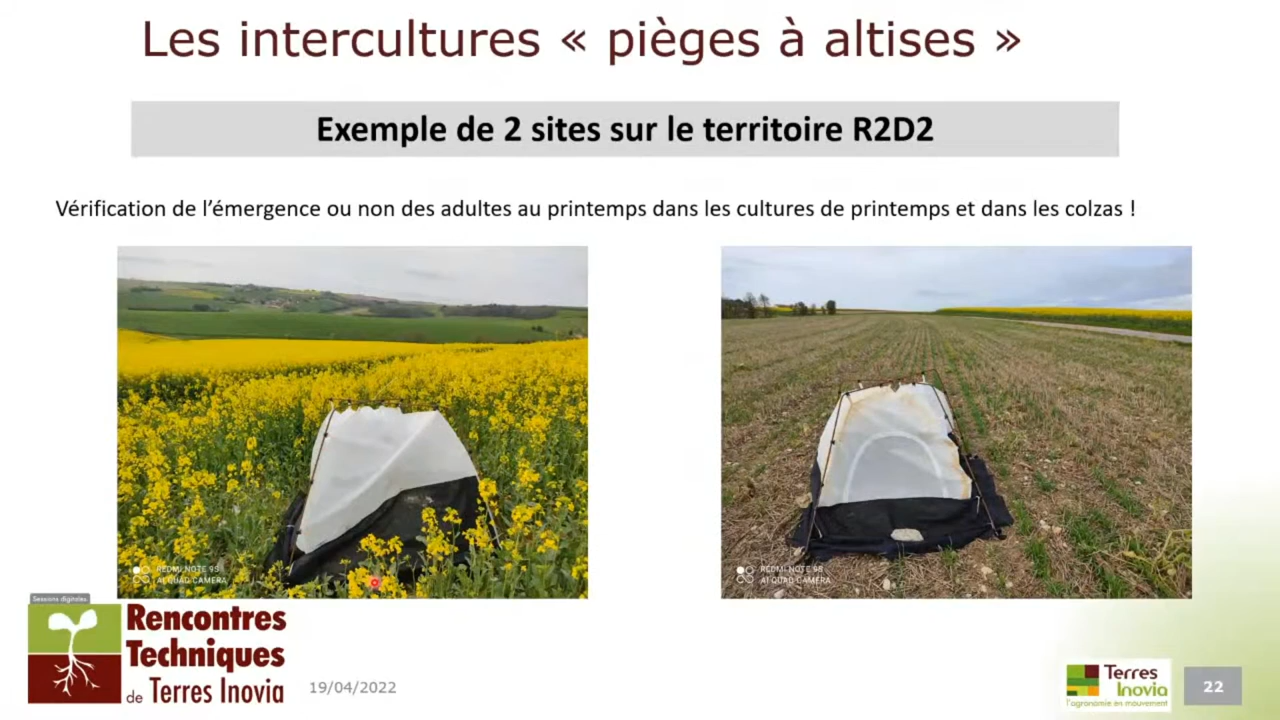 Les intercultures « pièges à altises »
Exemple de 2 sites sur le territoire R2D2
Vérification de l'émergence ou non des adultes au printemps dans les cultures de printemps et dans les colzas !
REDMI NOTE 9S
AI QUAD CAMERA
REDMI NOTE 9S
AI QUAD CAMERA
Sessions digitales
Rencontres
Techniques
de Terres Inovia
19/04/2022
Terres
Inovia
l'agronomie en mouvement
22